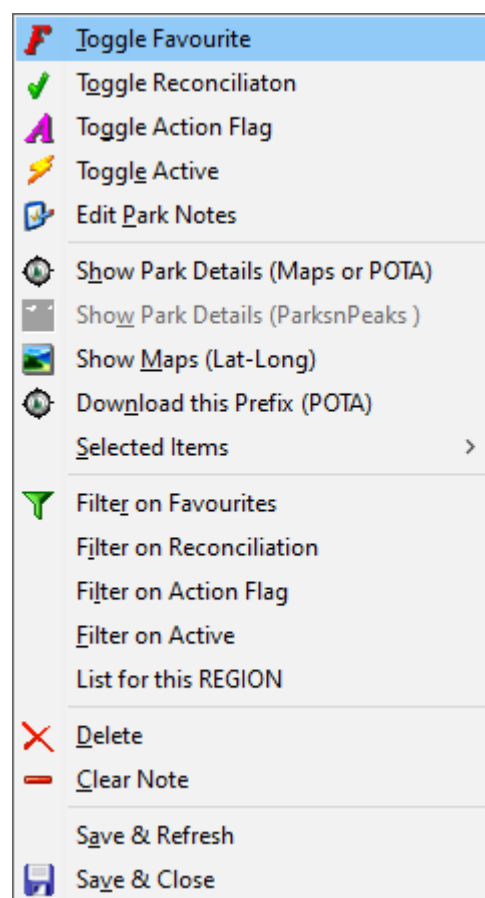 Toggle Favourite
Toggle Reconciliaton
Toggle Action Flag
Toggle Active
Edit Park Notes
Show Park Details (Maps or POTA)
Show Park Details (ParksnPeaks )
Show Maps (Lat-Long)
Download this Prefix (POTA)
Selected Items
Filter on Favourites
Filter on Reconciliation
Filter on Action Flag
Filter on Active
List for this REGION
Delete
Clear Note
Save & Refresh
Save & Close